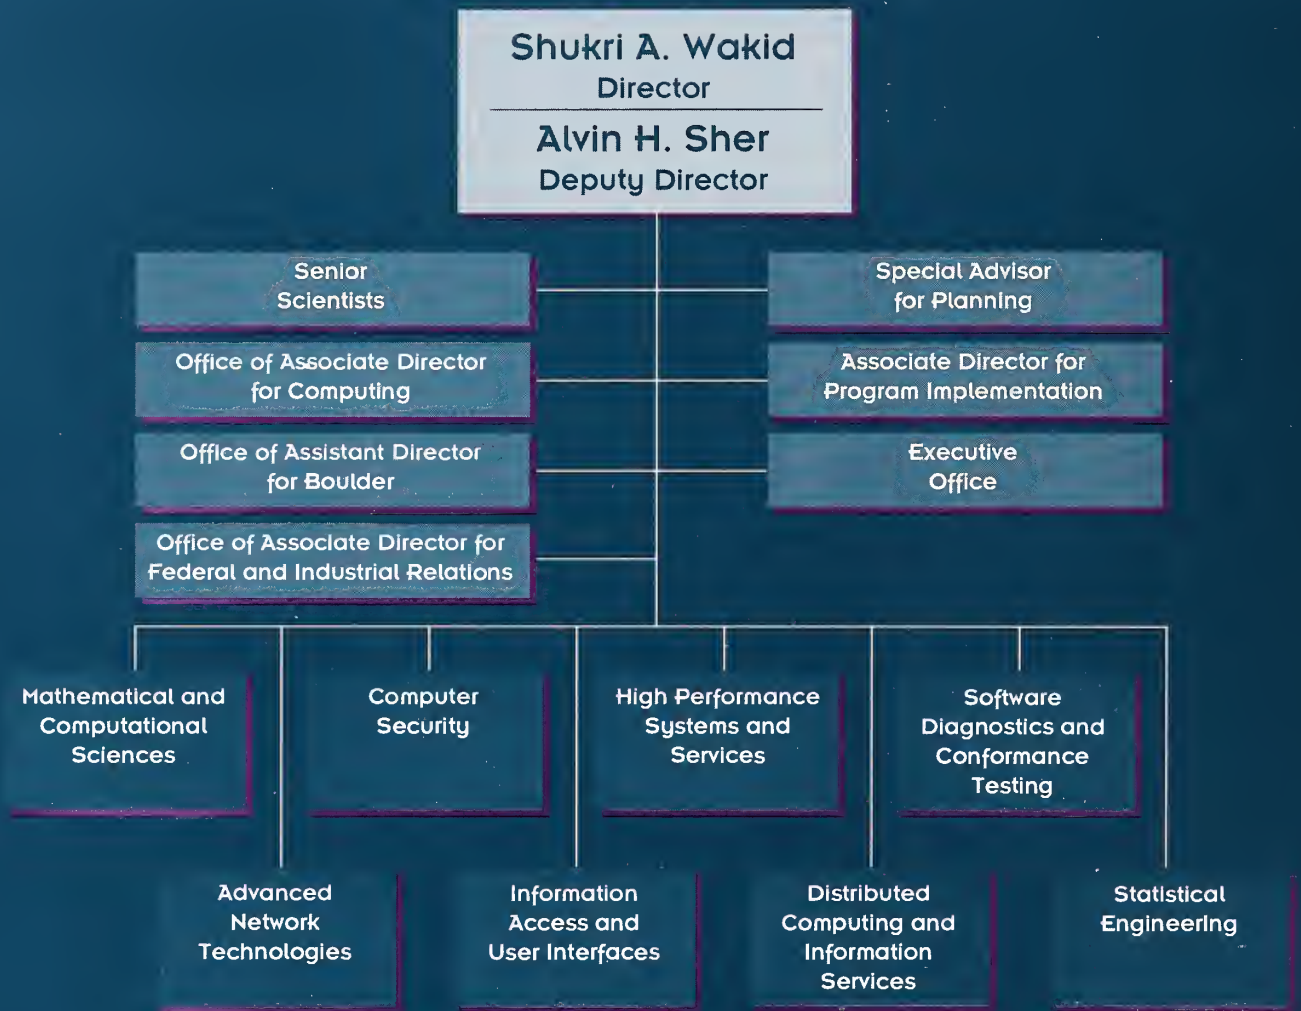 Shukri A. Wakid
Director
Alvin H. Sher
Deputy Director
Senior
Scientists
Special Advisor
for Planning
Office of Associate Director
for Computing
Associate Director for
Program Implementation
Office of Assistant Director
for Boulder
Executive
Office
Office of Associate Director for
Federal and Industrial Relations
Mathematical and
Computational
Sciences
Computer
Security
High Performance
Systems and
Services
Software
Diagnostics and
Conformance
Testing
Advanced
Network
Technologies
Information
Access and
User Interfaces
Distributed
Computing and
Information
Services
Statistical
Engineering